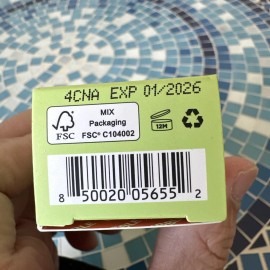 4CNA EXP 01/2026
MIX
Packaging
FSC® C104002
FSC
12M
8 50020 05655 2